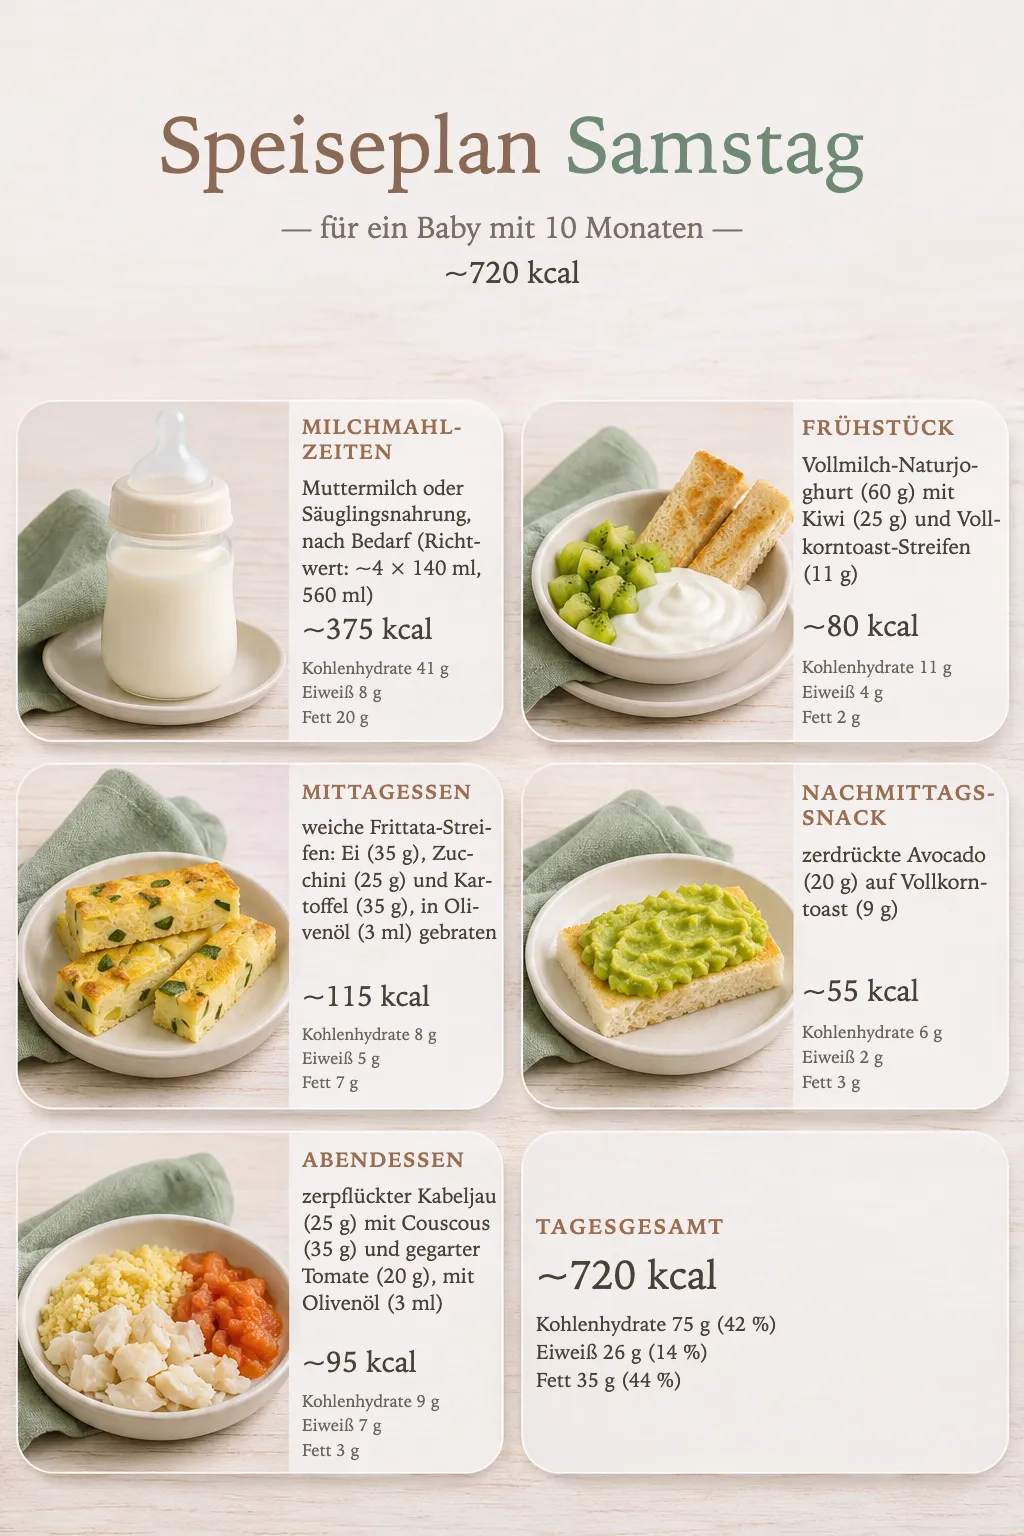 Speiseplan Samstag
— für ein Baby mit 10 Monaten —
~720 kcal
MILCHMAHL-
ZEITEN
Muttermilch oder
Säuglingsnahrung,
nach Bedarf (Richt-
wert: ~4 × 140 ml,
560 ml)
~375 kcal
Kohlenhydrate 41 g
Eiweiß 8 g
Fett 20 g
FRÜHSTÜCK
Vollmilch-Naturjo-
ghurt (60 g) mit
Kiwi (25 g) und Voll-
korntoast-Streifen
(11 g)
~80 kcal
Kohlenhydrate 11 g
Eiweiß 4 g
Fett 2 g
MITTAGESSEN
weiche Frittata-Strei-
fen: Ei (35 g), Zuc-
chini (25 g) und Kar-
toffel (35 g), in Oli-
venöl (3 ml) gebraten
~115 kcal
Kohlenhydrate 8 g
Eiweiß 5 g
Fett 7 g
NACHMITTAGS-
SNACK
zerdrückte Avocado
(20 g) auf Vollkorn-
toast (9 g)
~55 kcal
Kohlenhydrate 6 g
Eiweiß 2 g
Fett 3 g
ABENDESSEN
zerpflückter Kabeljau
(25 g) mit Couscous
(35 g) und gegarter
Tomate (20 g), mit
Olivenöl (3 ml)
~95 kcal
Kohlenhydrate 9 g
Eiweiß 7 g
Fett 3 g
TAGESGESAMT
~720 kcal
Kohlenhydrate 75 g (42 %)
Eiweiß 26 g (14 %)
Fett 35 g (44 %)